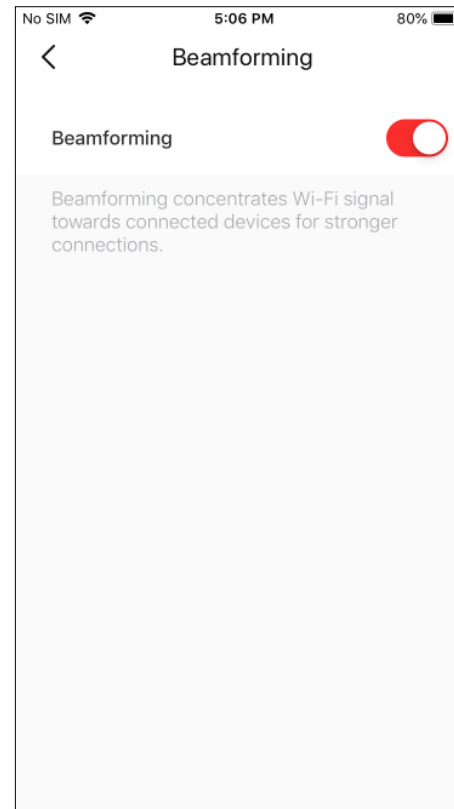 No SIM 5:06 PM 80%
Beamforming
Beamforming
Beamforming concentrates Wi-Fi signal
towards connected devices for stronger
connections.